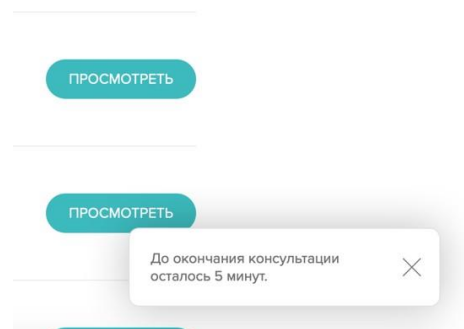 ПРОСМОТРЕТЬ
ПРОСМОТРЕТЬ
До окончания консультации
осталось 5 минут.